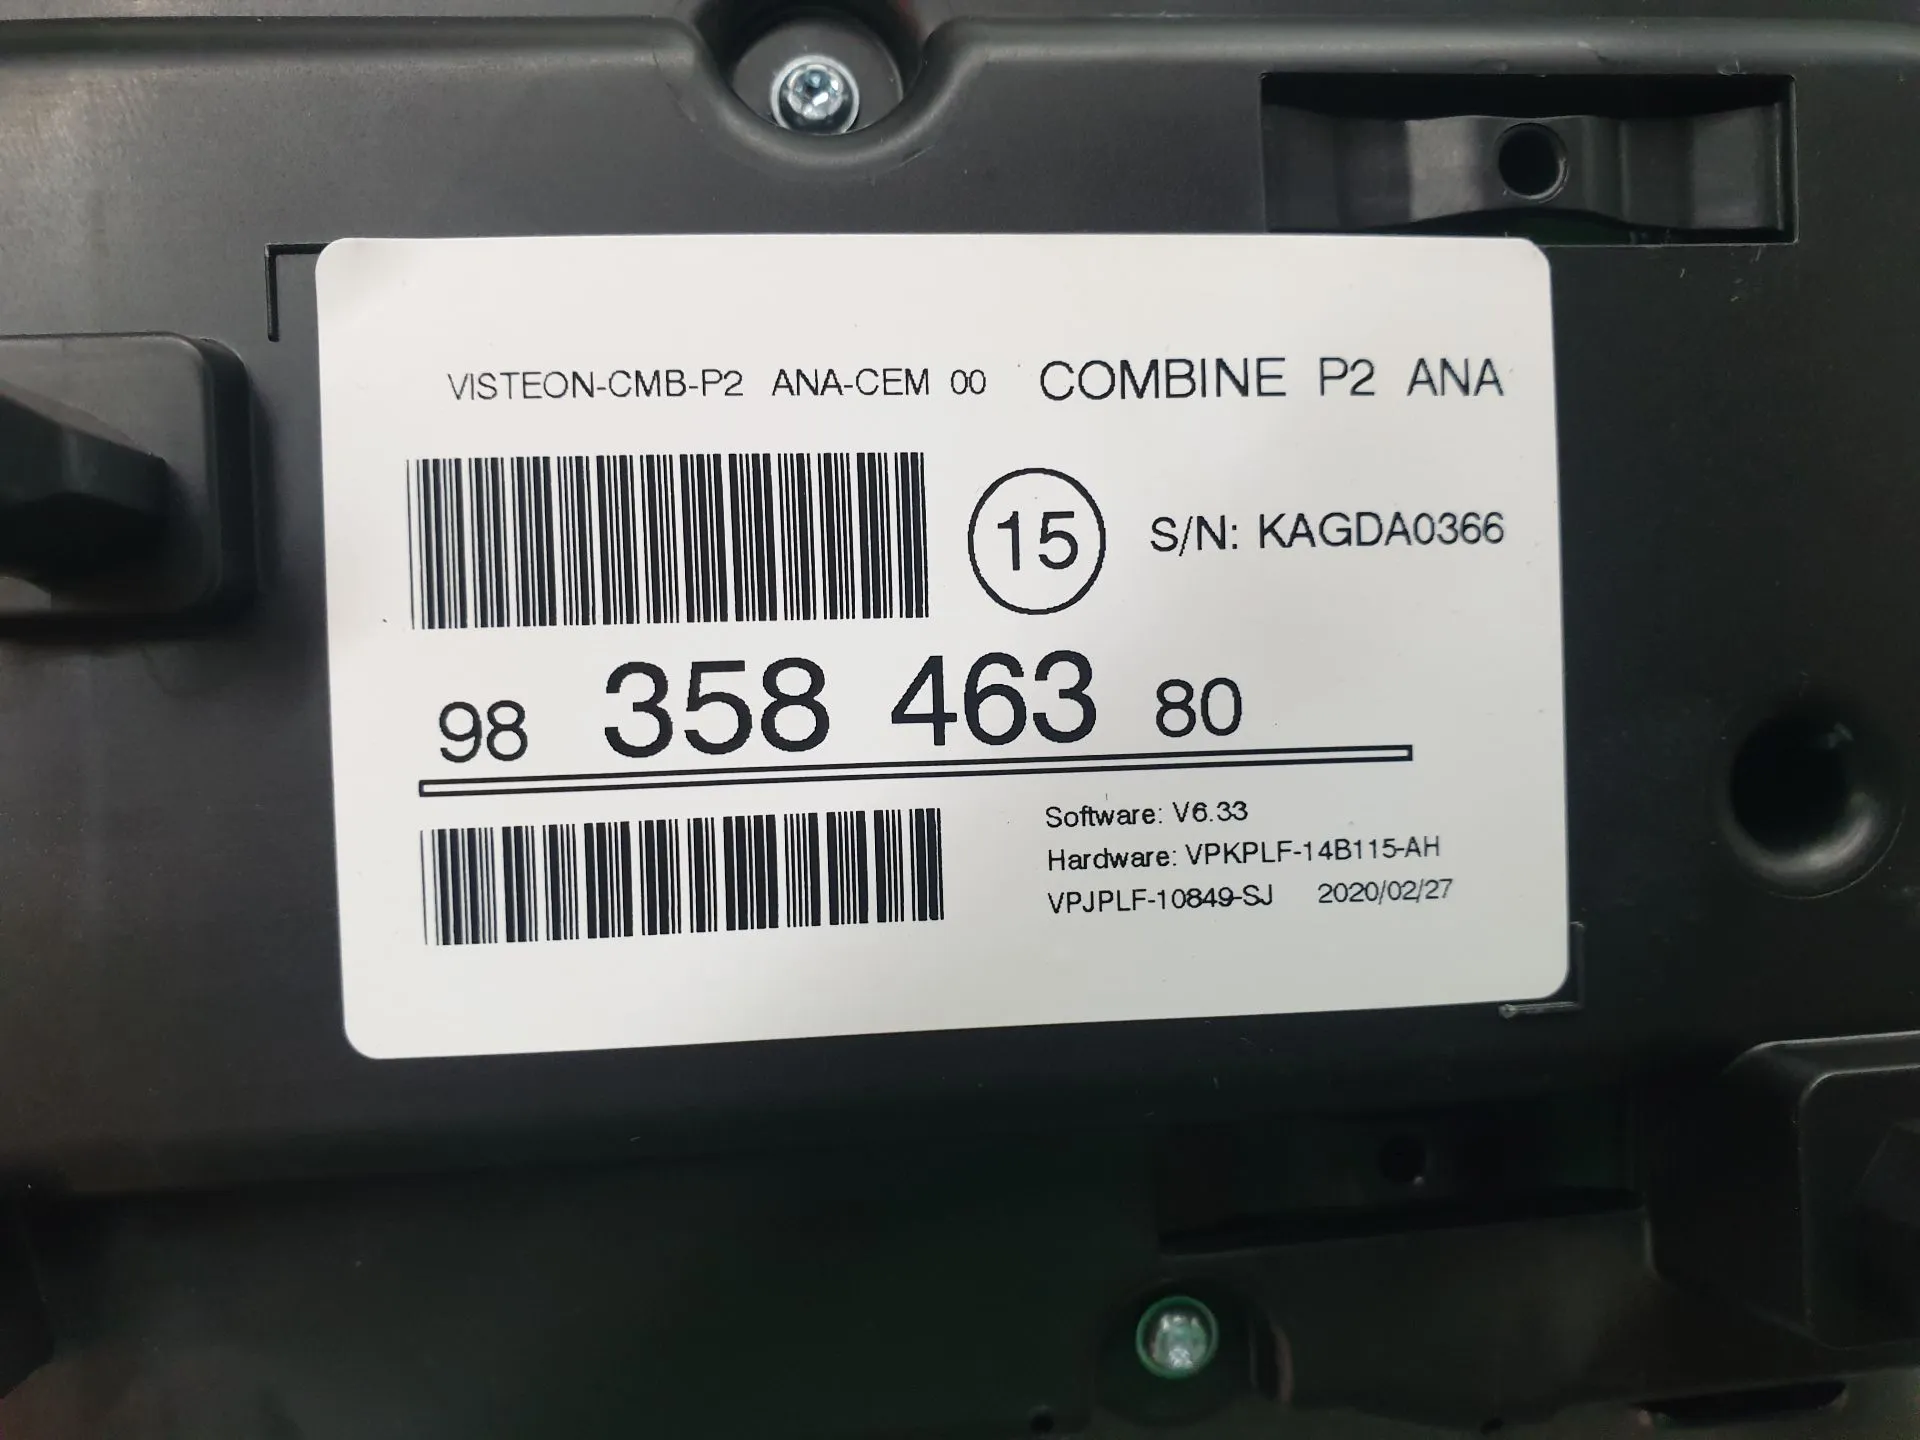 VISTEON-CMB-P2 ANA-CEM 00 COMBINE P2 ANA
15 S/N: KAGDA0366
98 358 463 80
Software: V6.33
Hardware: VPKPLF-14B115-AH
VPJPLF-10849-SJ 2020/02/27